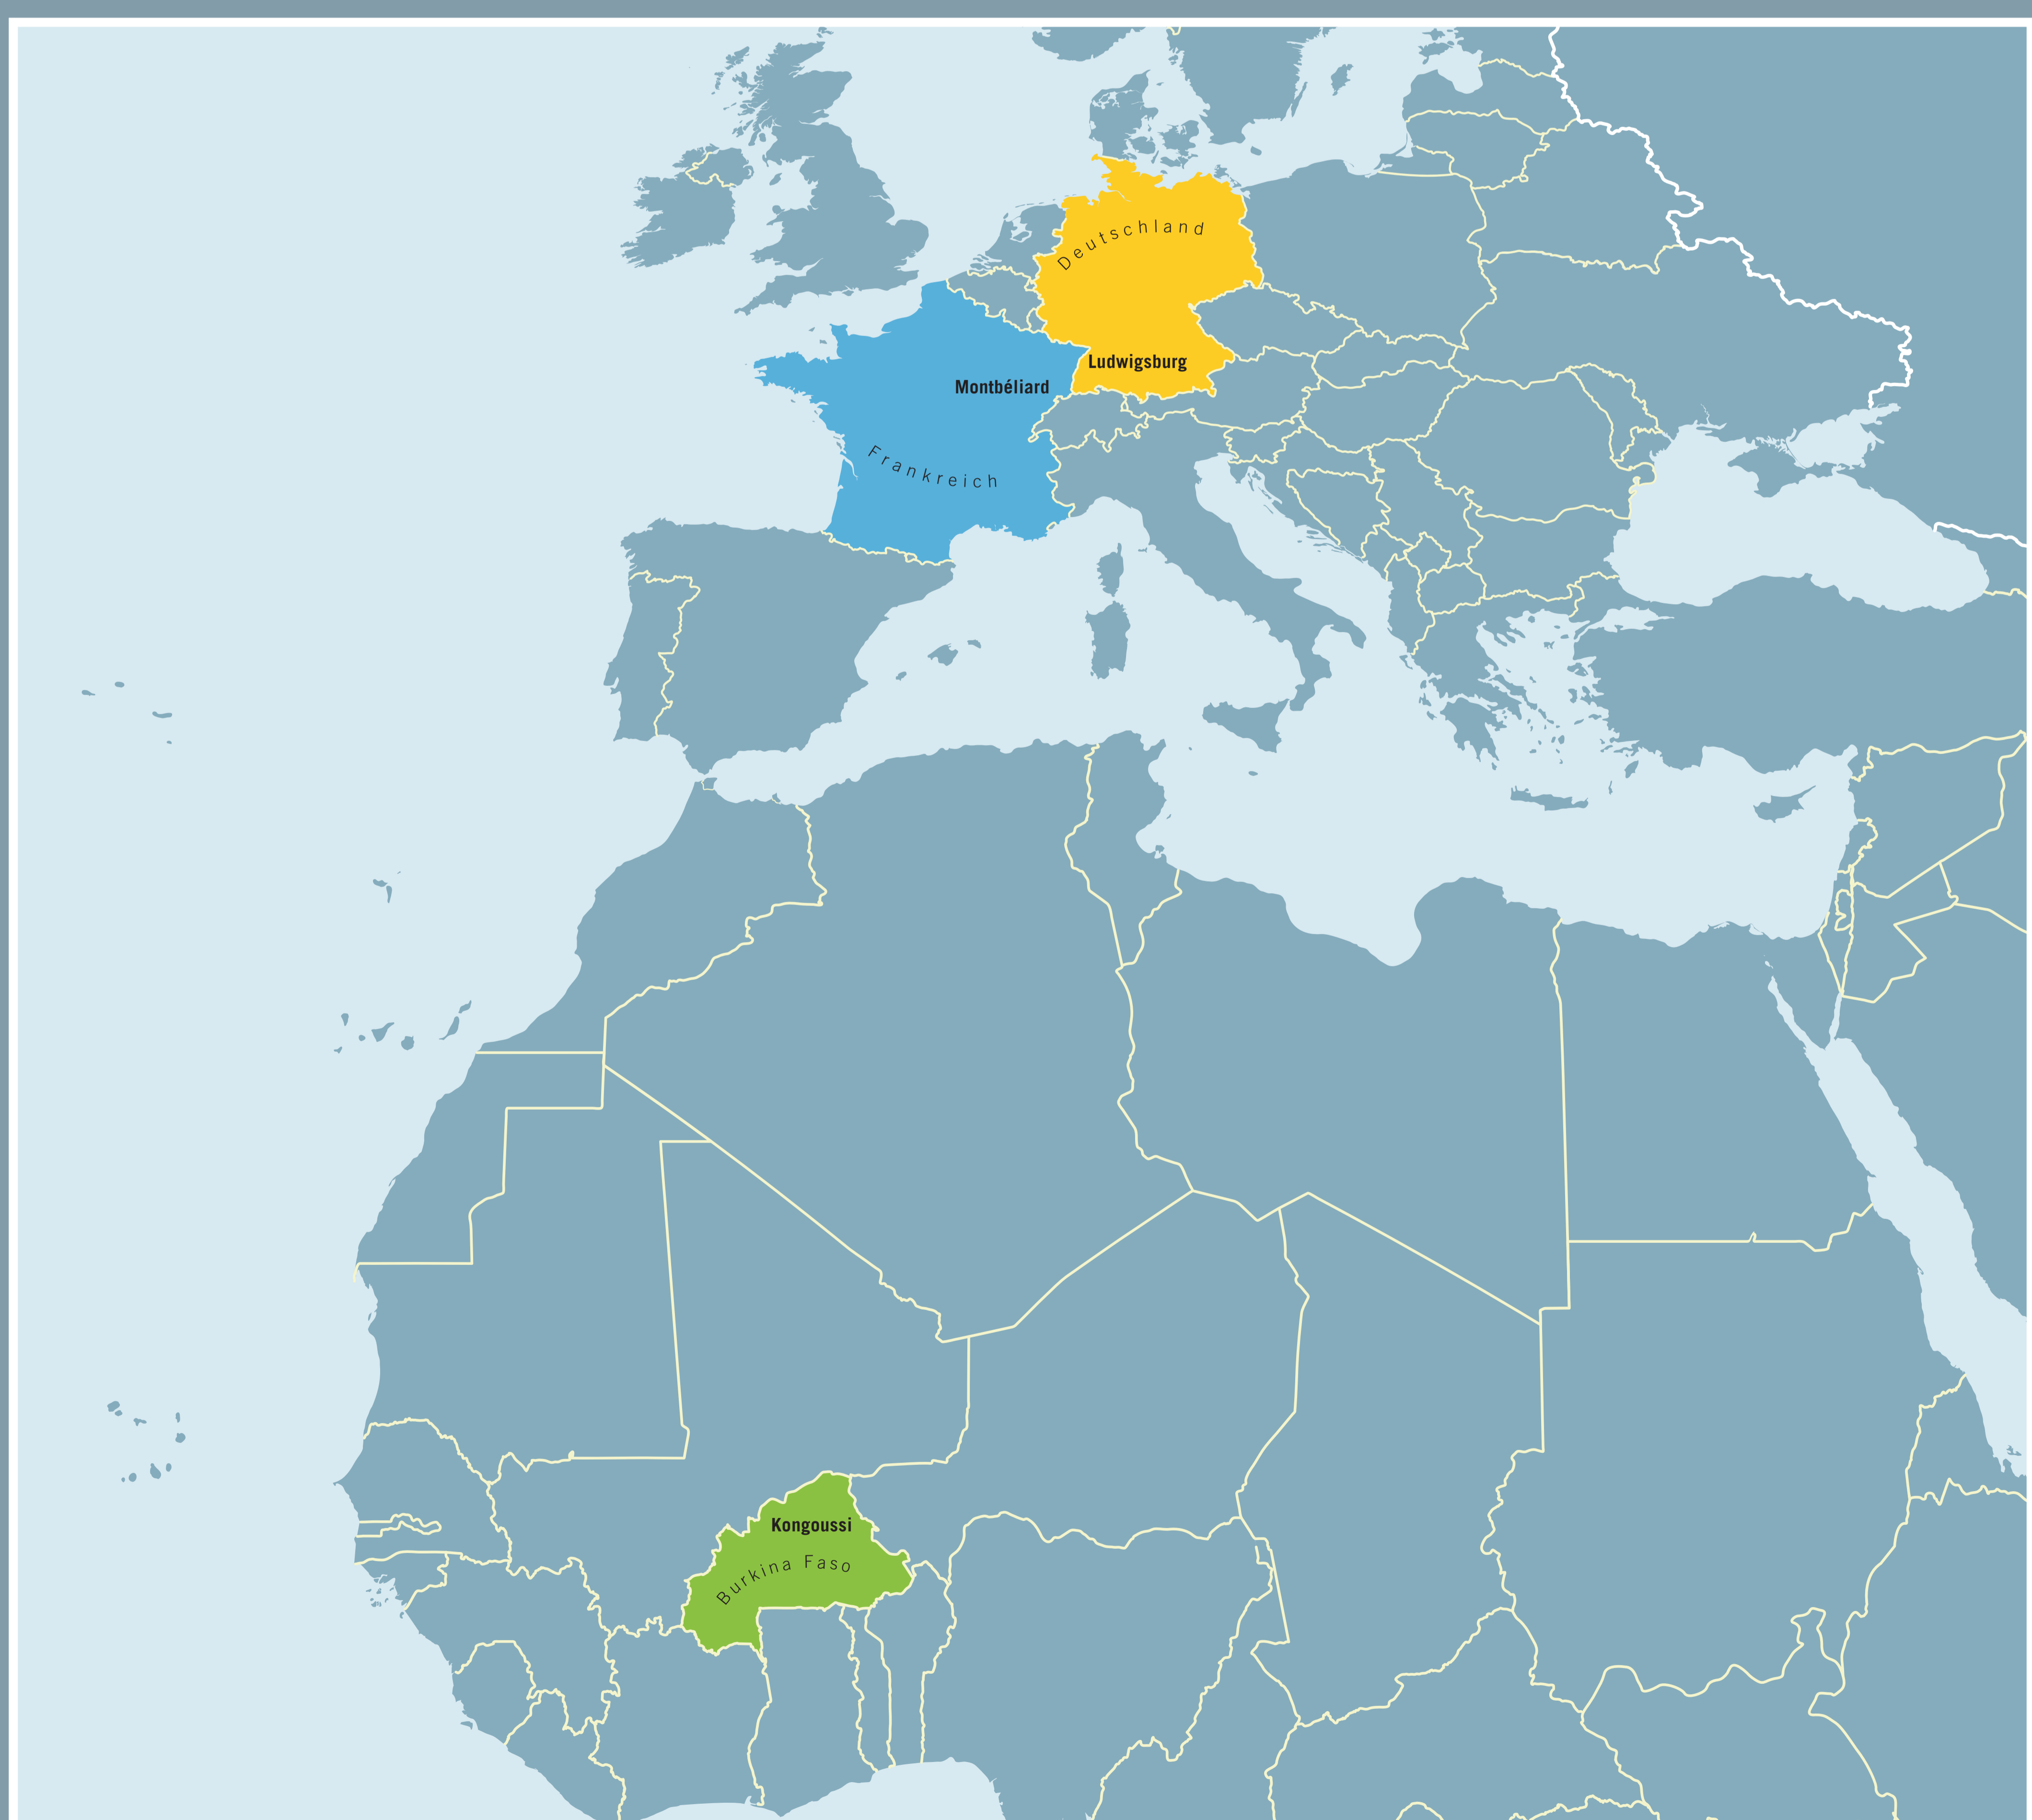 Deutschland
Ludwigsburg
Montbéliard
Frankreich
Kongoussi
Burkina Faso